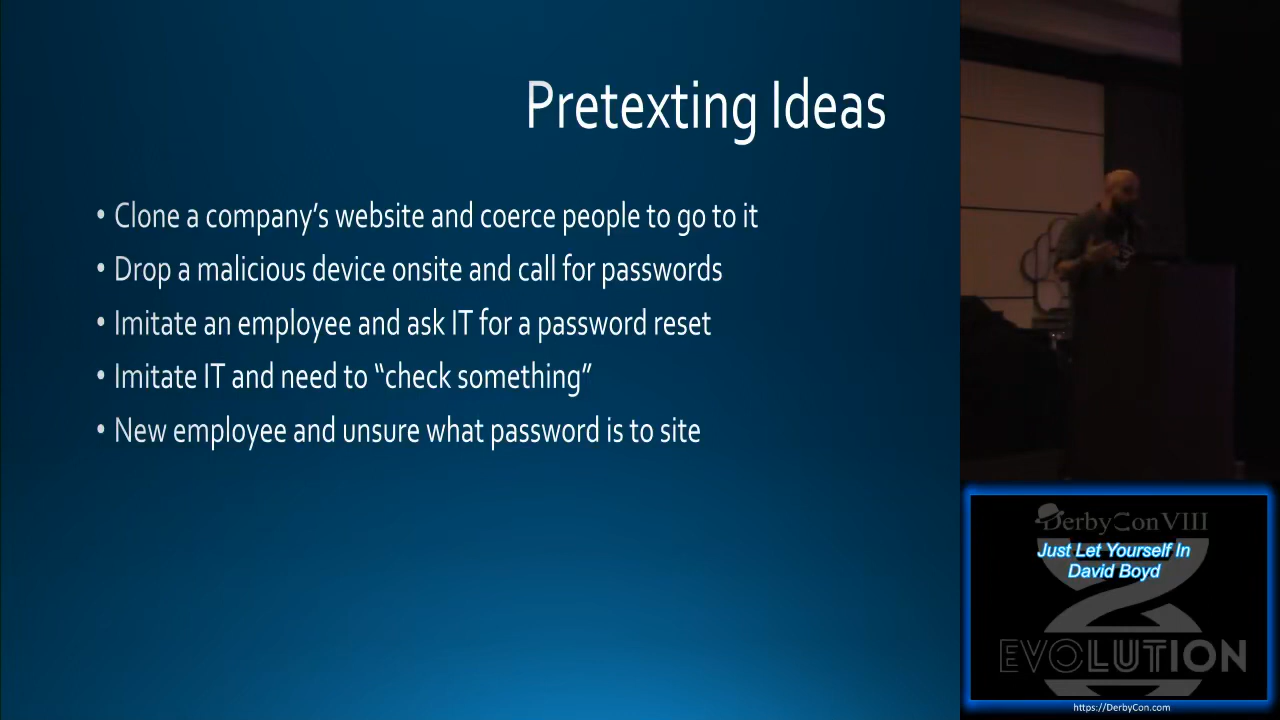 Pretexting Ideas
• Clone a company’s website and coerce people to go to it
• Drop a malicious device onsite and call for passwords
• Imitate an employee and ask IT for a password reset
• Imitate IT and need to “check something”
• New employee and unsure what password is to site
DerbyCon VIII
Just Let Yourself In
David Boyd
EVOLUTION
https://DerbyCon.com